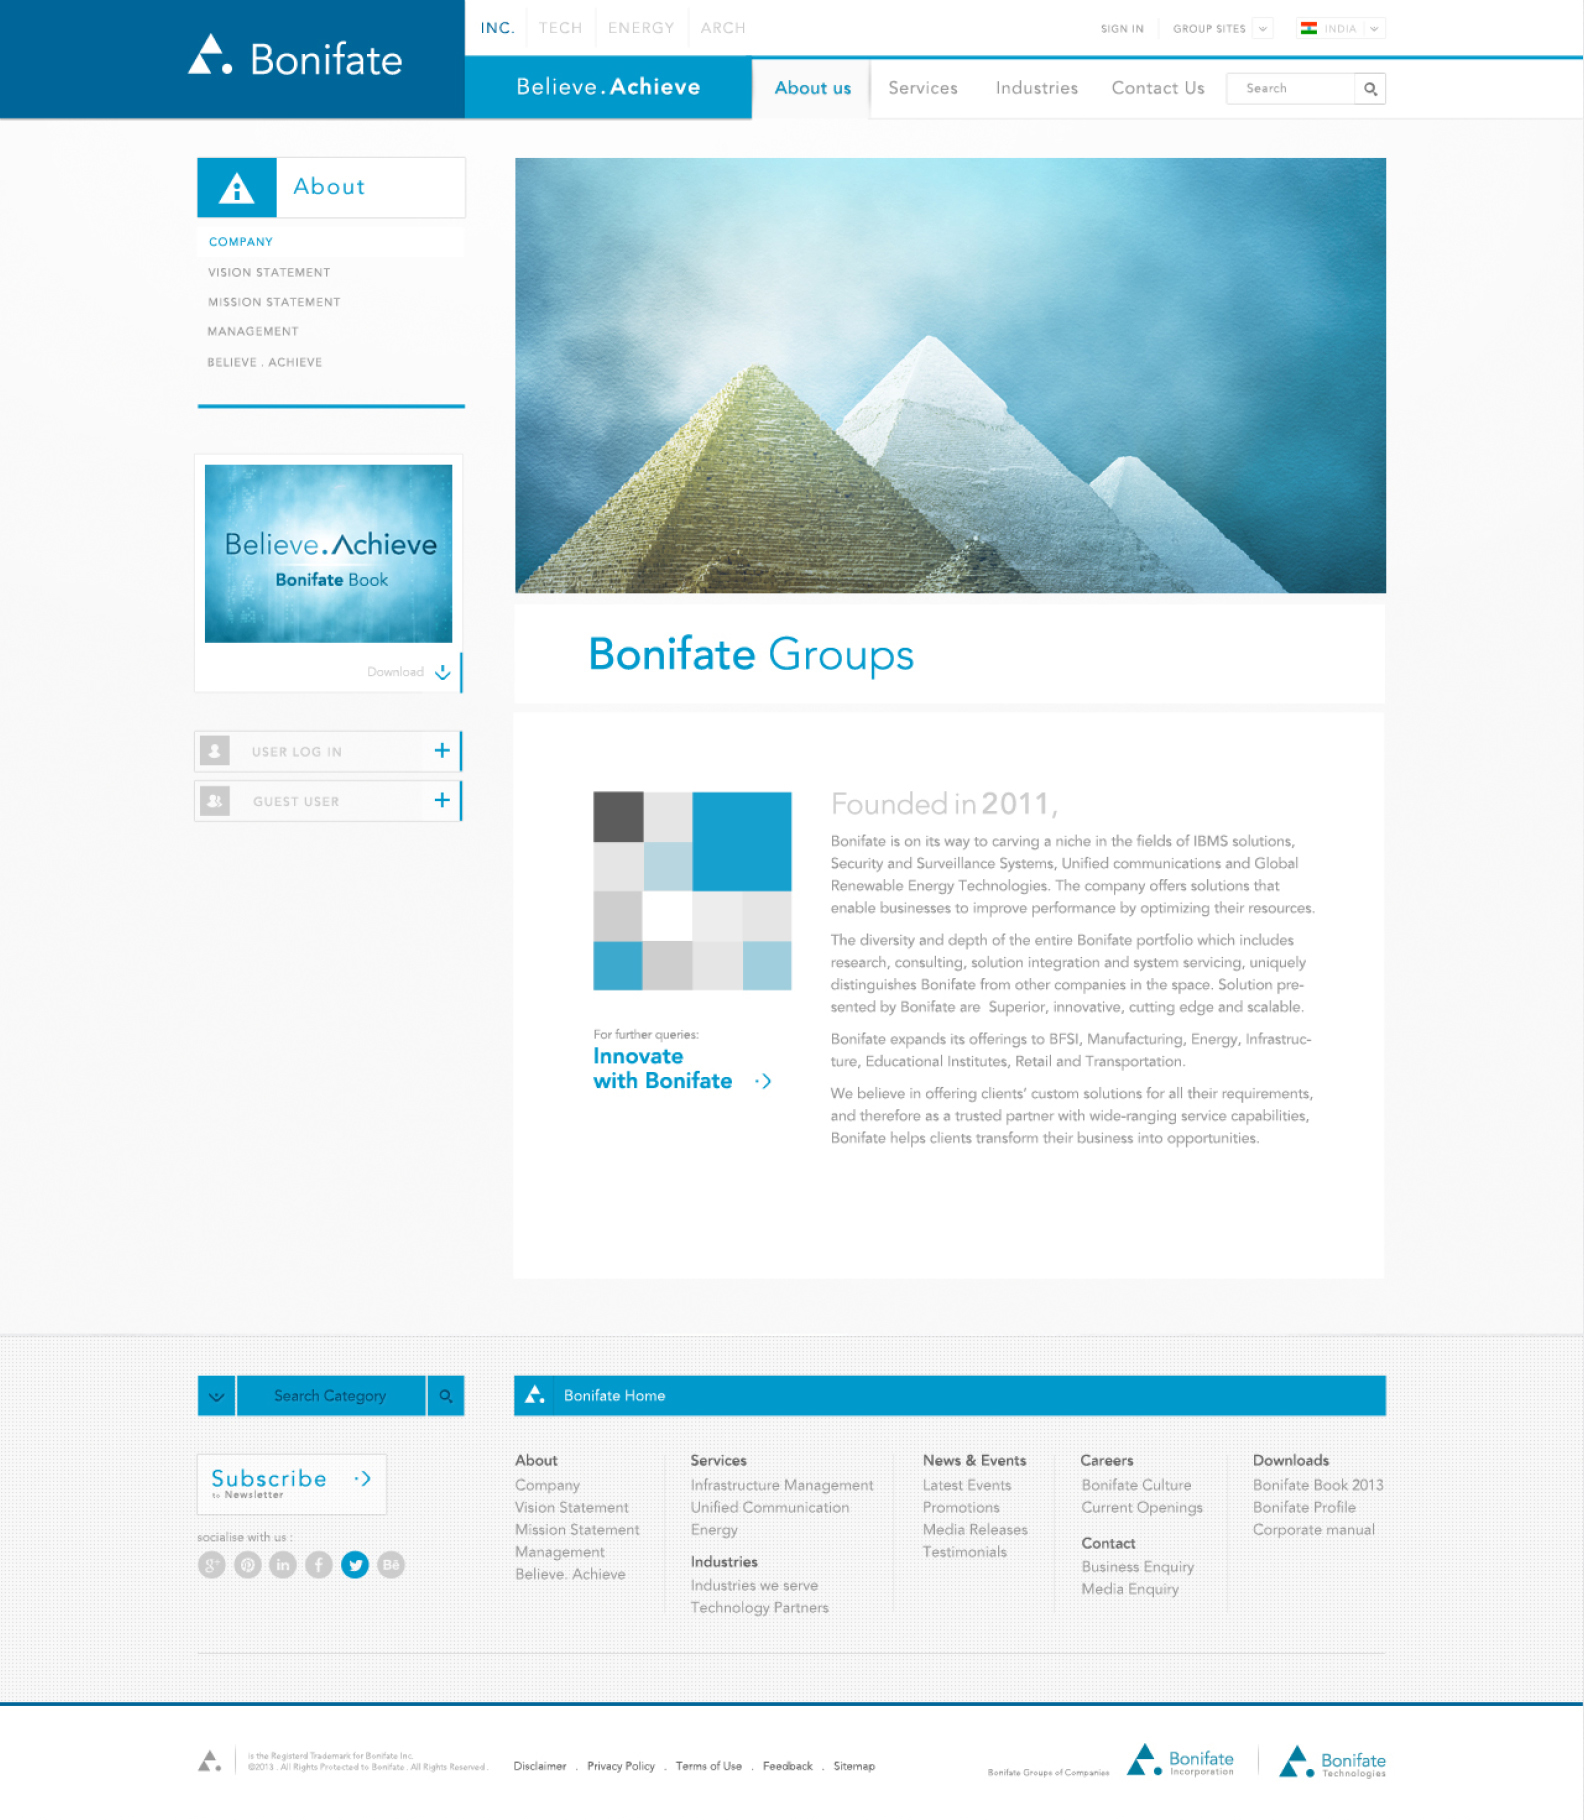 Bonifate
INC.
TECH
ENERGY
ARCH
SIGN IN
GROUP SITES
INDIA
Believe.Achieve
About us
Services
Industries
Contact Us
Search
About
COMPANY
VISION STATEMENT
MISSION STATEMENT
MANAGEMENT
BELIEVE . ACHIEVE
Believe.Achieve
Bonifate Book
Download
USER LOG IN
GUEST USER
Bonifate Groups
For further queries:
Innovate
with Bonifate
Founded in 2011,
Bonifate is on its way to carving a niche in the fields of IBMS solutions,
Security and Surveillance Systems, Unified communications and Global
Renewable Energy Technologies. The company offers solutions that
enable businesses to improve performance by optimizing their resources.
The diversity and depth of the entire Bonifate portfolio which includes
research, consulting, solution integration and system servicing, uniquely
distinguishes Bonifate from other companies in the space. Solution pre-
sented by Bonifate are Superior, innovative, cutting edge and scalable.
Bonifate expands its offerings to BFSI, Manufacturing, Energy, Infrastruc-
ture, Educational Institutes, Retail and Transportation.
We believe in offering clients' custom solutions for all their requirements,
and therefore as a trusted partner with wide-ranging service capabilities,
Bonifate helps clients transform their business into opportunities.
Search Category
Bonifate Home
Subscribe
to Newsletter
socialise with us :
g+
in
f
Bē
About
Company
Vision Statement
Mission Statement
Management
Believe. Achieve
Services
Infrastructure Management
Unified Communication
Energy
Industries
Industries we serve
Technology Partners
News & Events
Latest Events
Promotions
Media Releases
Testimonials
Careers
Bonifate Culture
Current Openings
Contact
Business Enquiry
Media Enquiry
Downloads
Bonifate Book 2013
Bonifate Profile
Corporate manual
is the Registerd Trademark for Bonifate Inc.
©2013 . All Rights Protected to Bonifate . All Rights Reserved .
Disclaimer . Privacy Policy . Terms of Use . Feedback . Sitemap
Bonifate Groups of Companies
Bonifate
Incorporation
Bonifate
Technologies